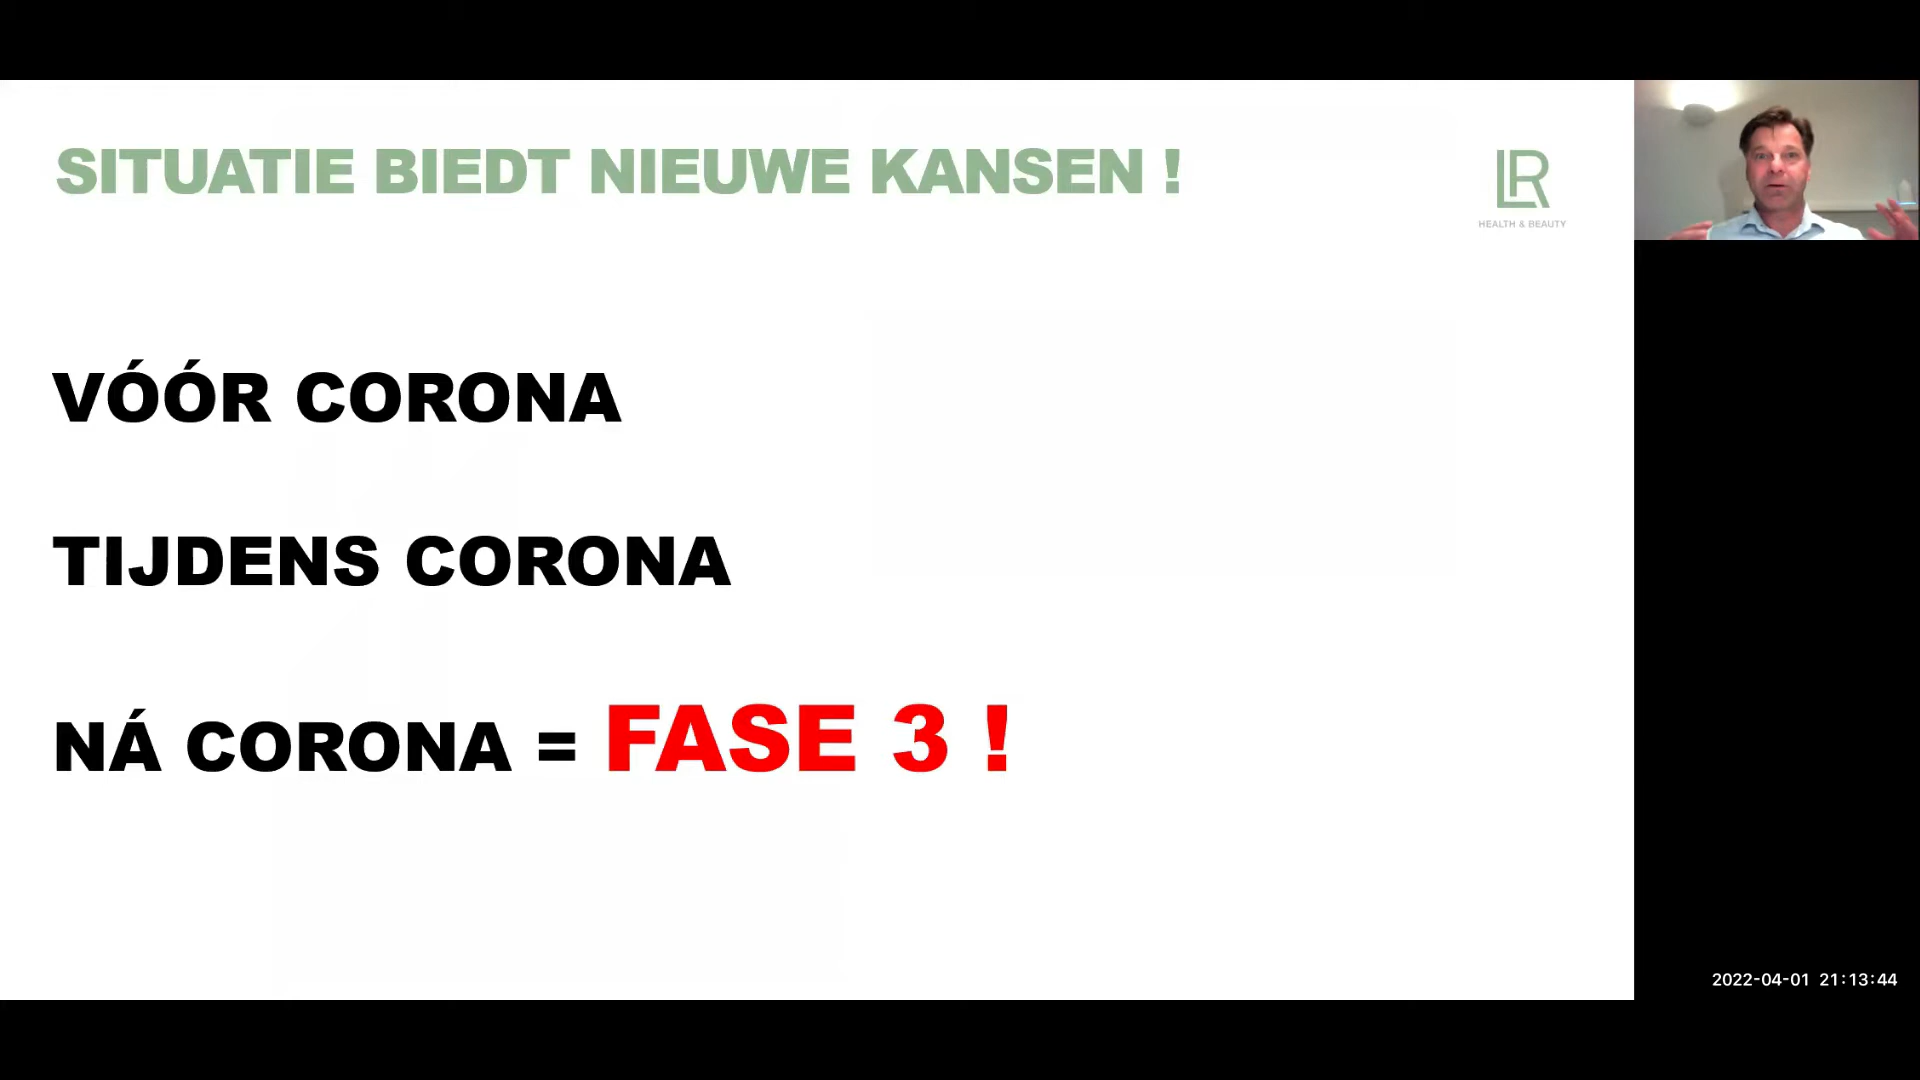 SITUATIE BIEDT NIEUWE KANSEN !
LR
HEALTH & BEAUTY
VÓÓR CORONA
TIJDENS CORONA
NÁ CORONA = FASE 3 !
2022-04-01 21:13:44